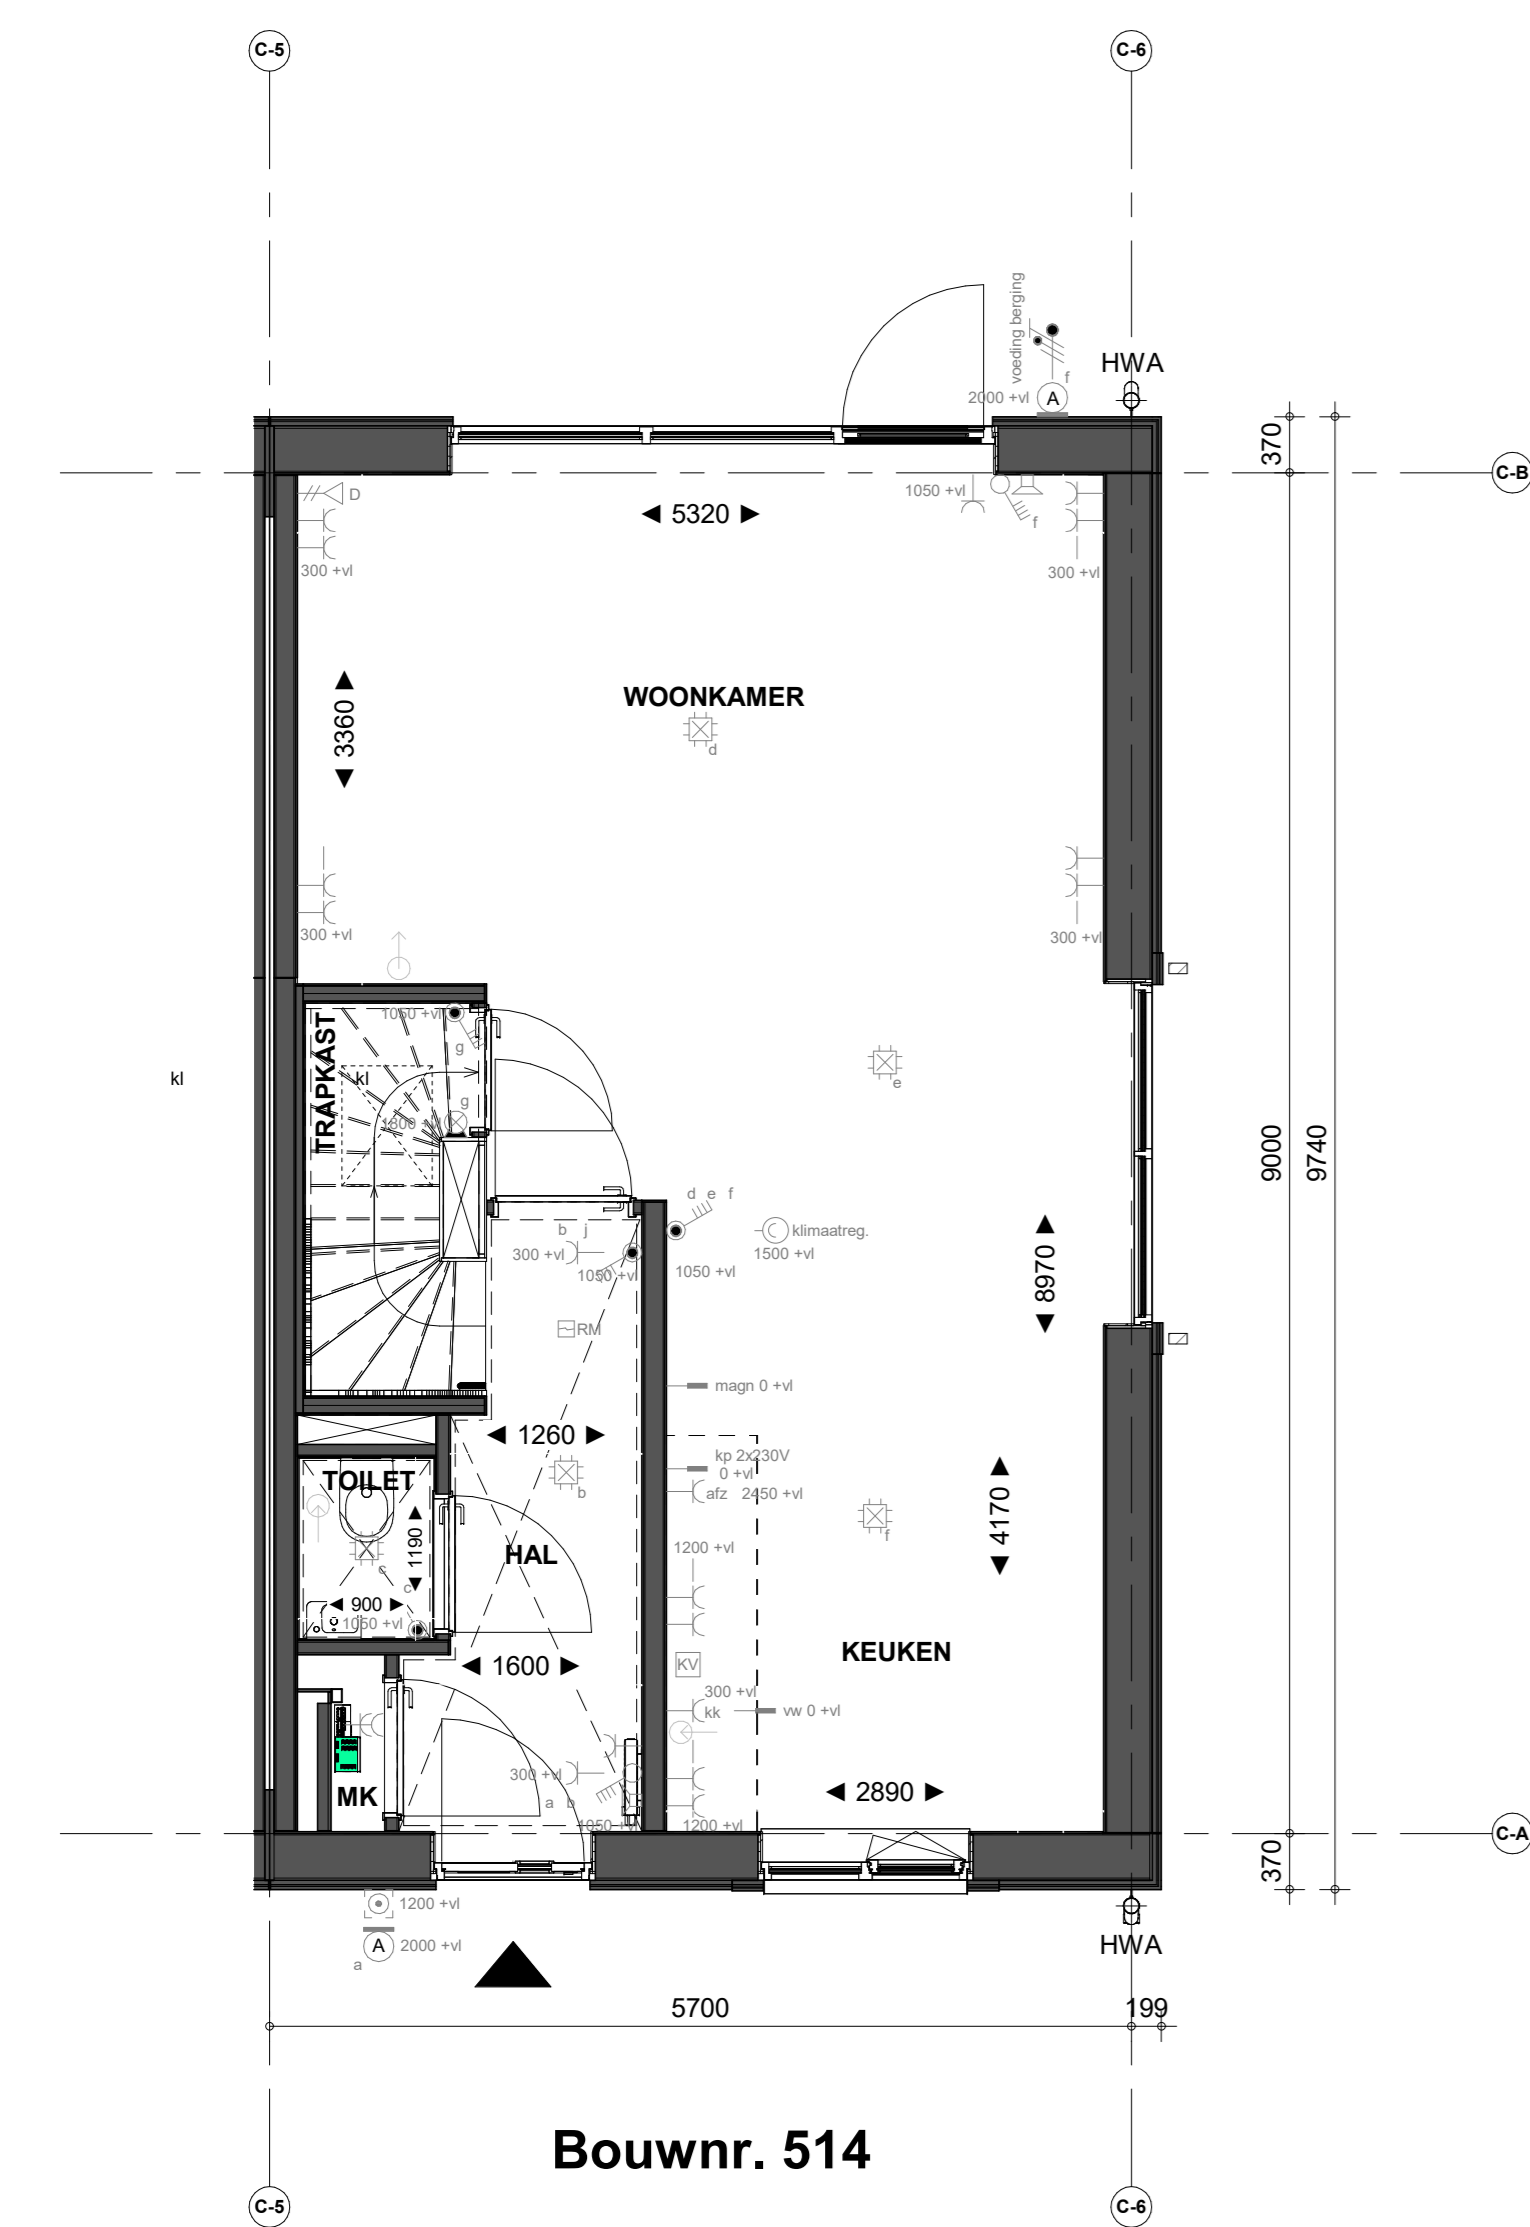 C-5
C-6
voeding berging
f
HWA
2000 +vl
A
370
C-B
D
1050 +vl
5320
f
300 +vl
300 +vl
WOONKAMER
3360
d
300 +vl
300 +vl
1050 +vl
TRAPKAST
g
e
kl
kl
g
1800 +vl
9000
9740
d e f
b j
klimaatreg.
300 +vl
1500 +vl
1050 +vl
1050 +vl
8970
RM
magn 0 +vl
1260
kp 2x230V
0 +vl
TOILET
b
afz 2450 +vl
4170
f
1190
1200 +vl
HAL
c
c
900
1050 +vl
KEUKEN
1600
KV
300 +vl
kk
vw 0 +vl
300 +vl
MK
a b
2890
1050 +vl
1200 +vl
C-A
370
1200 +vl
A
2000 +vl
a
HWA
5700
199
Bouwnr. 514
C-5
C-6